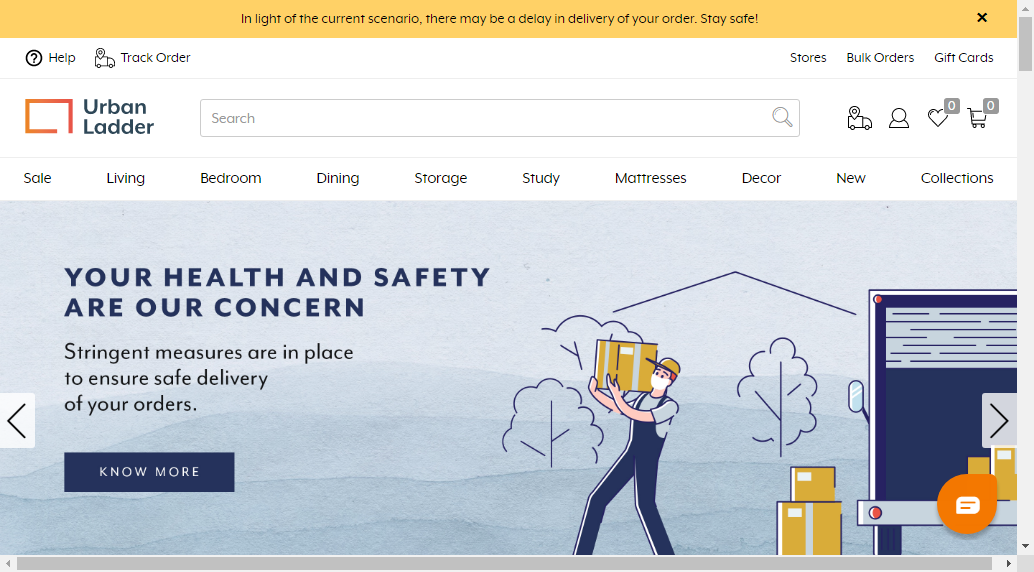 In light of the current scenario, there may be a delay in delivery of your order. Stay safe!
Help
Track Order
Stores
Bulk Orders
Gift Cards
Urban
Ladder
Search
0
0
Sale
Living
Bedroom
Dining
Storage
Study
Mattresses
Decor
New
Collections
YOUR HEALTH AND SAFETY
ARE OUR CONCERN
Stringent measures are in place
to ensure safe delivery
of your orders.
KNOW MORE